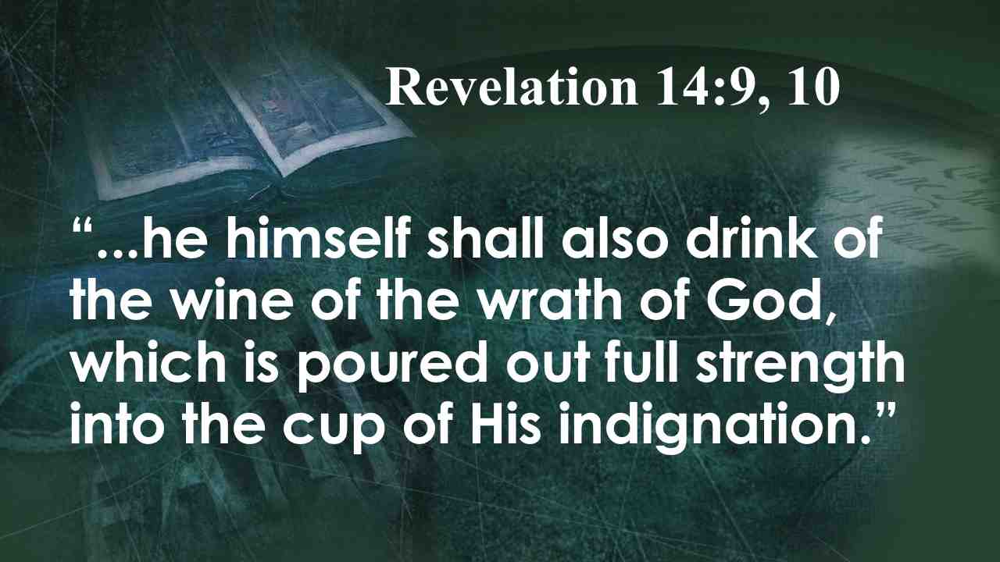 Revelation 14:9, 10
“...he himself shall also drink of
the wine of the wrath of God,
which is poured out full strength
into the cup of His indignation.”